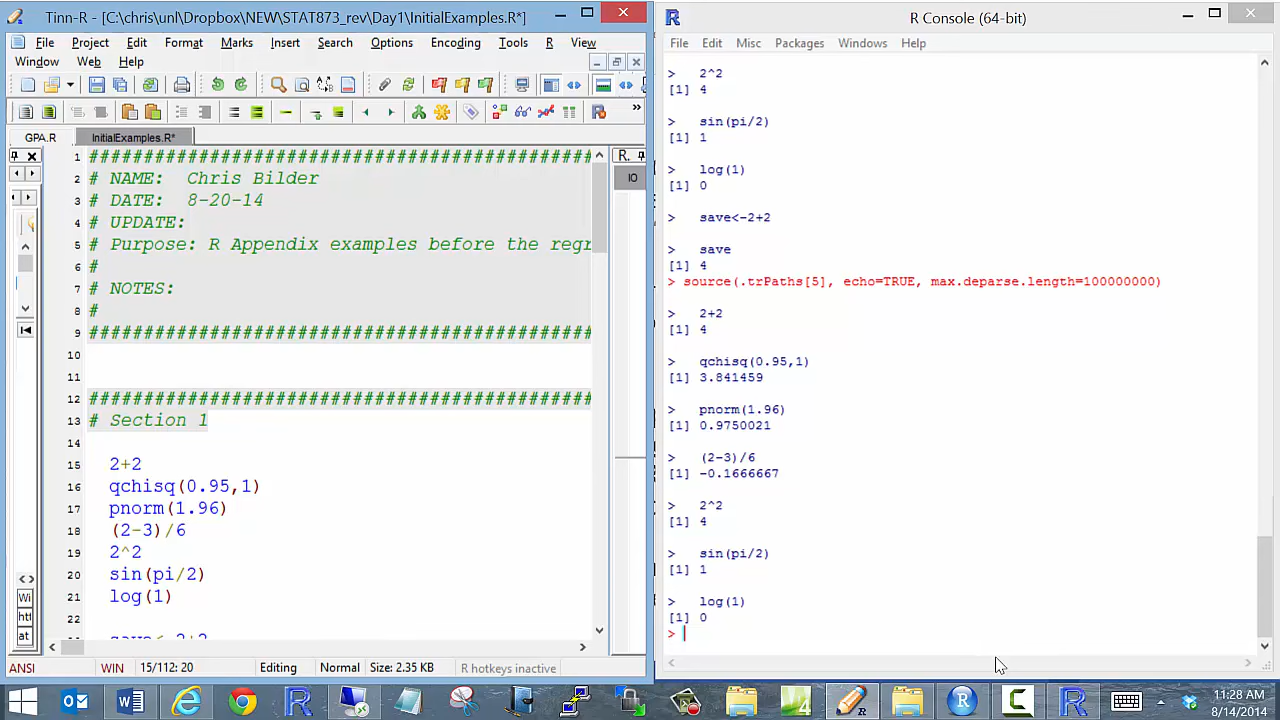 Tinn-R - [C:\chris\unl\Dropbox\NEW\STAT873_rev\Day1\InitialExamples.R*]
File Project Edit Format Marks Insert Search Options Encoding Tools R View
Window Web Help
GPA.R InitialExamples.R*
1 ##############################################
2 # NAME: Chris Bilder
3 # DATE: 8-20-14
4 # UPDATE:
5 # Purpose: R Appendix examples before the regr
6 #
7 # NOTES:
8 #
9 ##############################################
10
11
12 ##############################################
13 # Section 1
14
15 2+2
16 qchisq(0.95,1)
17 pnorm(1.96)
18 (2-3)/6
19 2^2
20 sin(pi/2)
21 log(1)
22
save<-2+2
R.
IO
Wi
htl
at
ANSI WIN 15/112: 20 Editing Normal Size: 2.35 KB R hotkeys inactive
R Console (64-bit)
File Edit Misc Packages Windows Help
> 2^2
[1] 4
> sin(pi/2)
[1] 1
> log(1)
[1] 0
> save<-2+2
> save
[1] 4
> source(.trPaths[5], echo=TRUE, max.deparse.length=100000000)
> 2+2
[1] 4
> qchisq(0.95,1)
[1] 3.841459
> pnorm(1.96)
[1] 0.9750021
> (2-3)/6
[1] -0.1666667
> 2^2
[1] 4
> sin(pi/2)
[1] 1
> log(1)
[1] 0
>
11:28 AM
8/14/2014